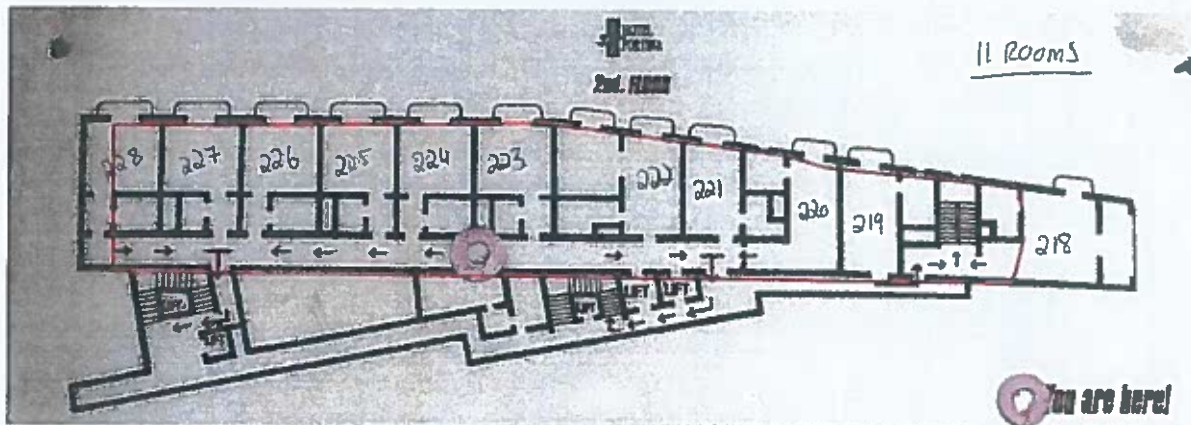 HOTEL
FORTINA
2nd. FLOOR
11 ROOMS
228 227 226 225 224 223 222 221 220 219 218
LIFT LIFT
You are here!